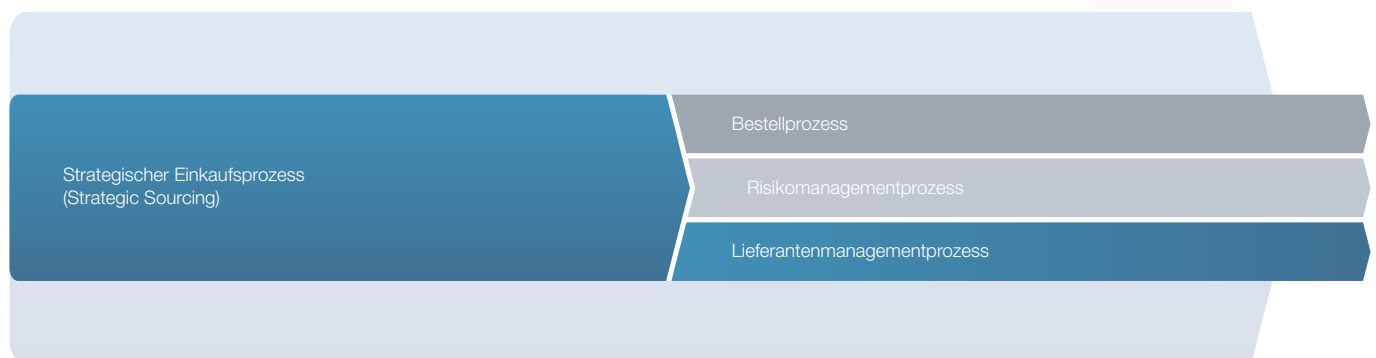 Strategischer Einkaufsprozess
(Strategic Sourcing)
Bestellprozess
Risikomanagementprozess
Lieferantenmanagementprozess